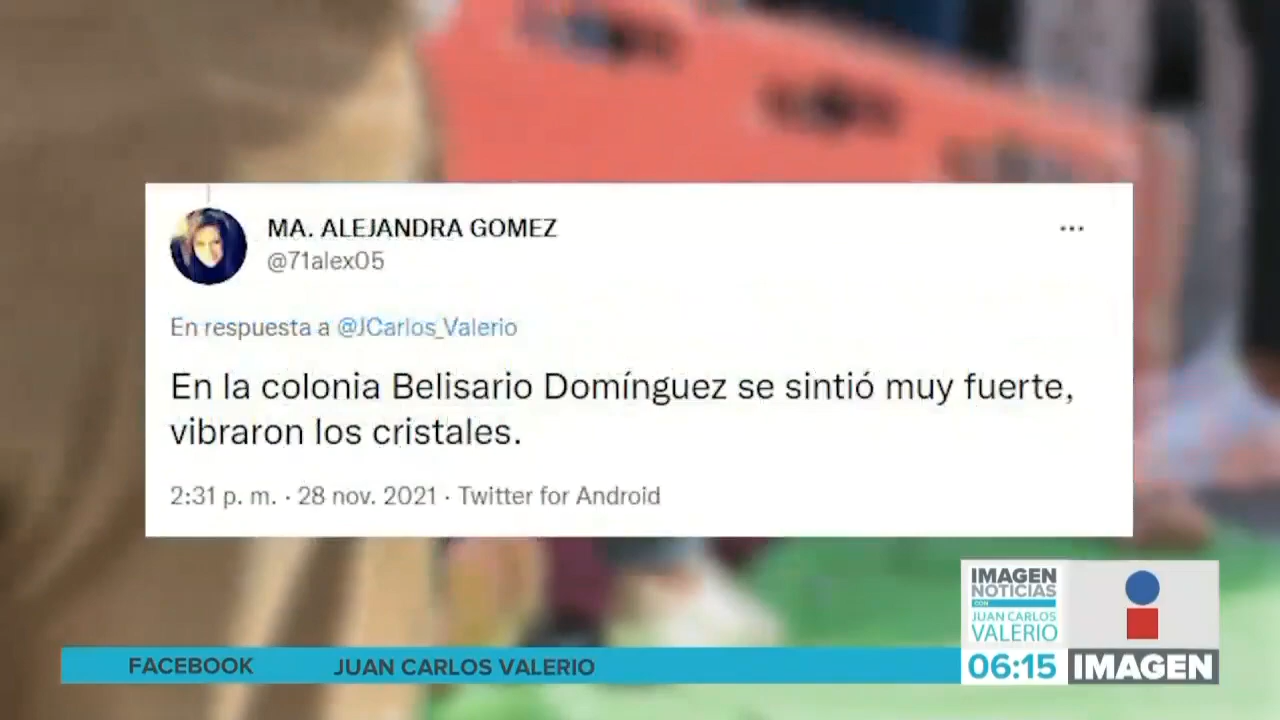 MA. ALEJANDRA GOMEZ
@71alex05
En respuesta a @JCarlos_Valerio
En la colonia Belisario Domínguez se sintió muy fuerte,
vibraron los cristales.
2:31 p. m. · 28 nov. 2021 · Twitter for Android
IMAGEN
NOTICIAS
CON
JUAN CARLOS
VALERIO
FACEBOOK JUAN CARLOS VALERIO
06:15 IMAGEN